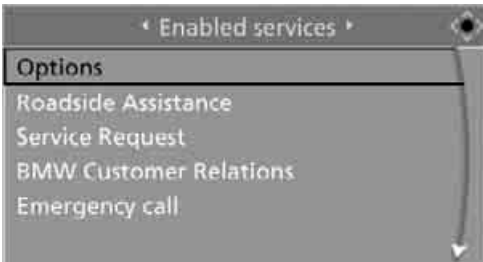 Enabled services
Options
Roadside Assistance
Service Request
BMW Customer Relations
Emergency call